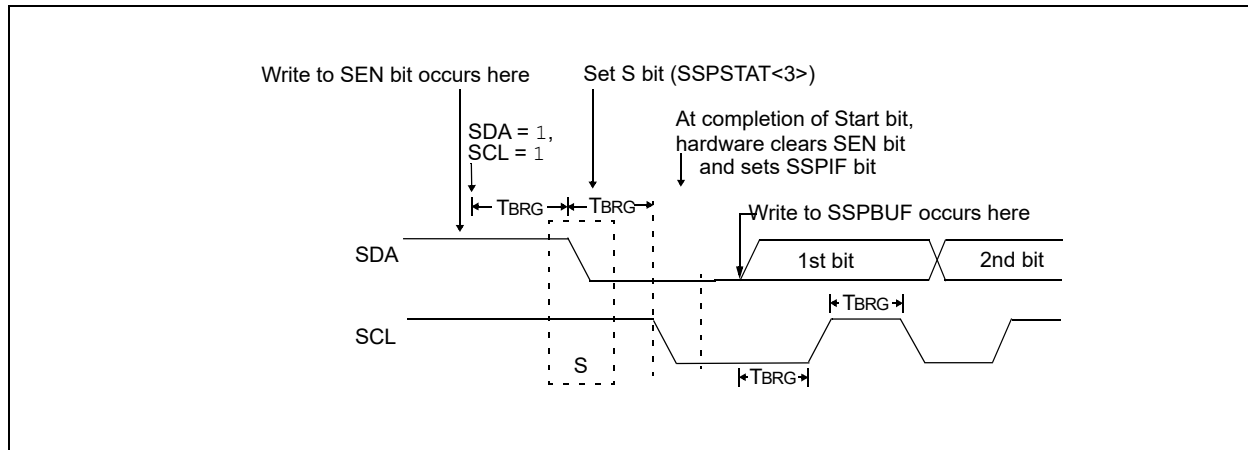 Write to SEN bit occurs here
Set S bit (SSPSTAT<3>)
SDA = 1,
SCL = 1
At completion of Start bit,
hardware clears SEN bit
and sets SSPIF bit
TBRG
TBRG
Write to SSPBUF occurs here
SDA
1st bit
2nd bit
TBRG
SCL
S
TBRG